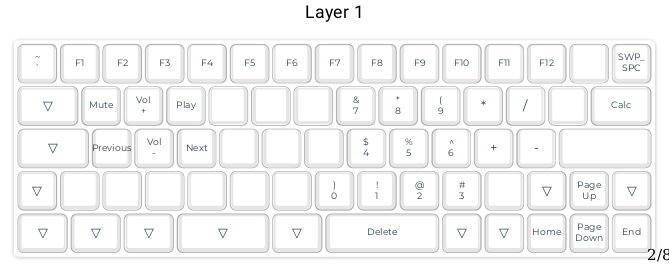 Layer 1
~ ` F1 F2 F3 F4 F5 F6 F7 F8 F9 F10 F11 F12 SWP_ SPC
▽ Mute Vol + Play & 7 * 8 ( 9 * / Calc
▽ Previous Vol - Next $ 4 % 5 ^ 6 + -
▽ ) 0 ! 1 @ 2 # 3 ▽ Page Up ▽
▽ ▽ ▽ ▽ ▽ Delete ▽ ▽ Home Page Down End
2/8